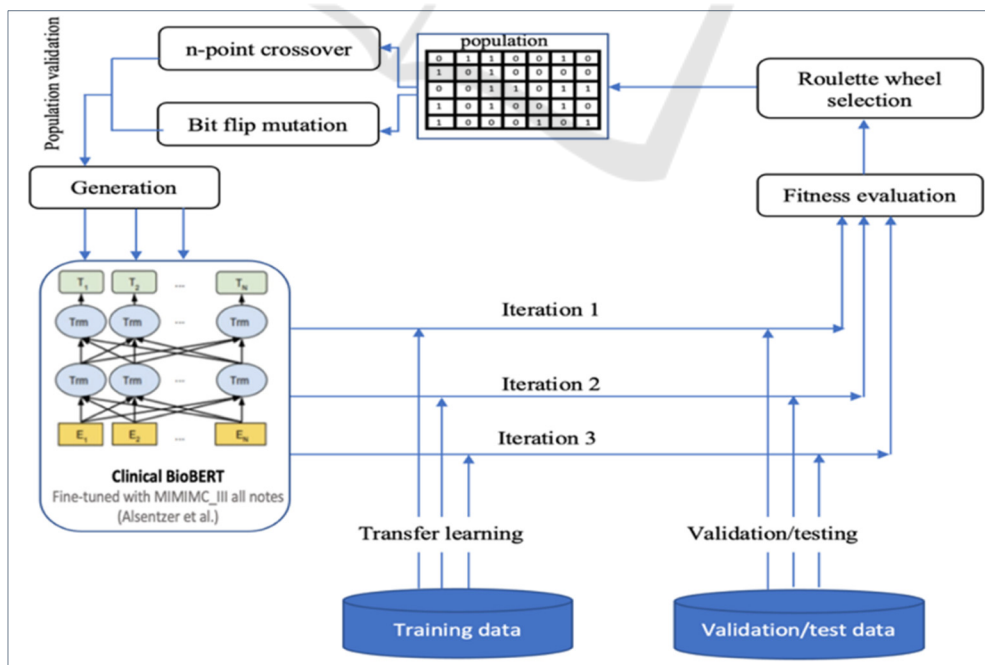 Population validation
n-point crossover
Bit flip mutation
Generation
population
0 1 1 0 0 1 0
1 0 1 0 0 0 0
0 0 1 1 0 1 1
1 0 1 0 0 1 0
1 0 0 0 1 0 1
Roulette wheel
selection
Fitness evaluation
T1 T2 ... TN
Trm Trm ... Trm
Trm Trm ... Trm
E1 E2 ... EN
Clinical BioBERT
Fine-tuned with MIMIMC_III all notes
(Alsentzer et al.)
Iteration 1
Iteration 2
Iteration 3
Transfer learning
Validation/testing
Training data
Validation/test data